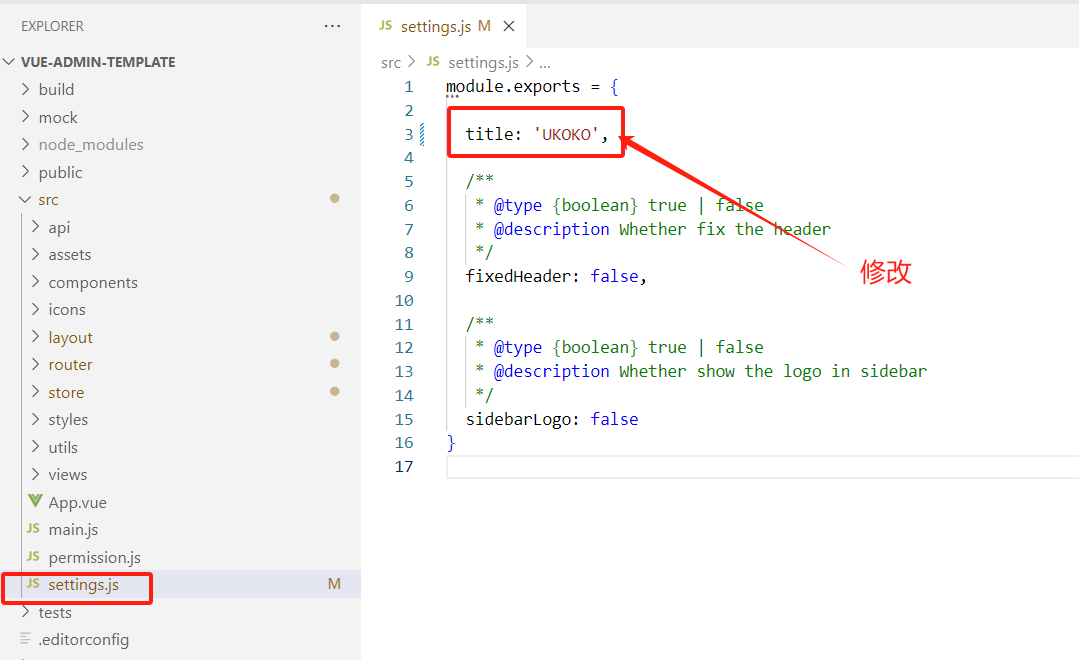 EXPLORER ···
VUE-ADMIN-TEMPLATE
build
mock
node_modules
public
src
api
assets
components
icons
layout
router
store
styles
utils
views
App.vue
JS main.js
JS permission.js
JS settings.js M
tests
.editorconfig
JS settings.js M
src > JS settings.js > ...
1 module.exports = {
2
3 title: 'UKOKO',
4
5 /**
6 * @type {boolean} true | false
7 * @description Whether fix the header
8 */
9 fixedHeader: false,
10
11 /**
12 * @type {boolean} true | false
13 * @description Whether show the logo in sidebar
14 */
15 sidebarLogo: false
16 }
17
修改